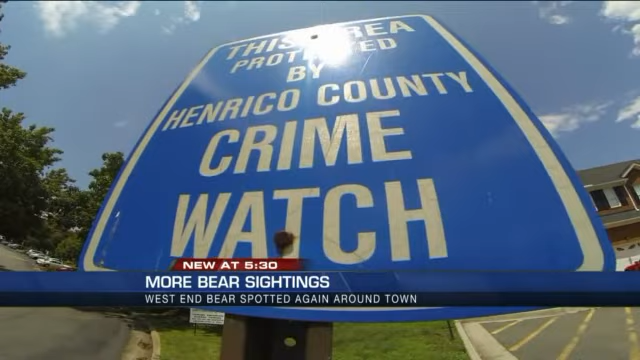 THIS AREA
PROTECTED
BY
HENRICO COUNTY
CRIME
WATCH
NEW AT 5:30
MORE BEAR SIGHTINGS
WEST END BEAR SPOTTED AGAIN AROUND TOWN